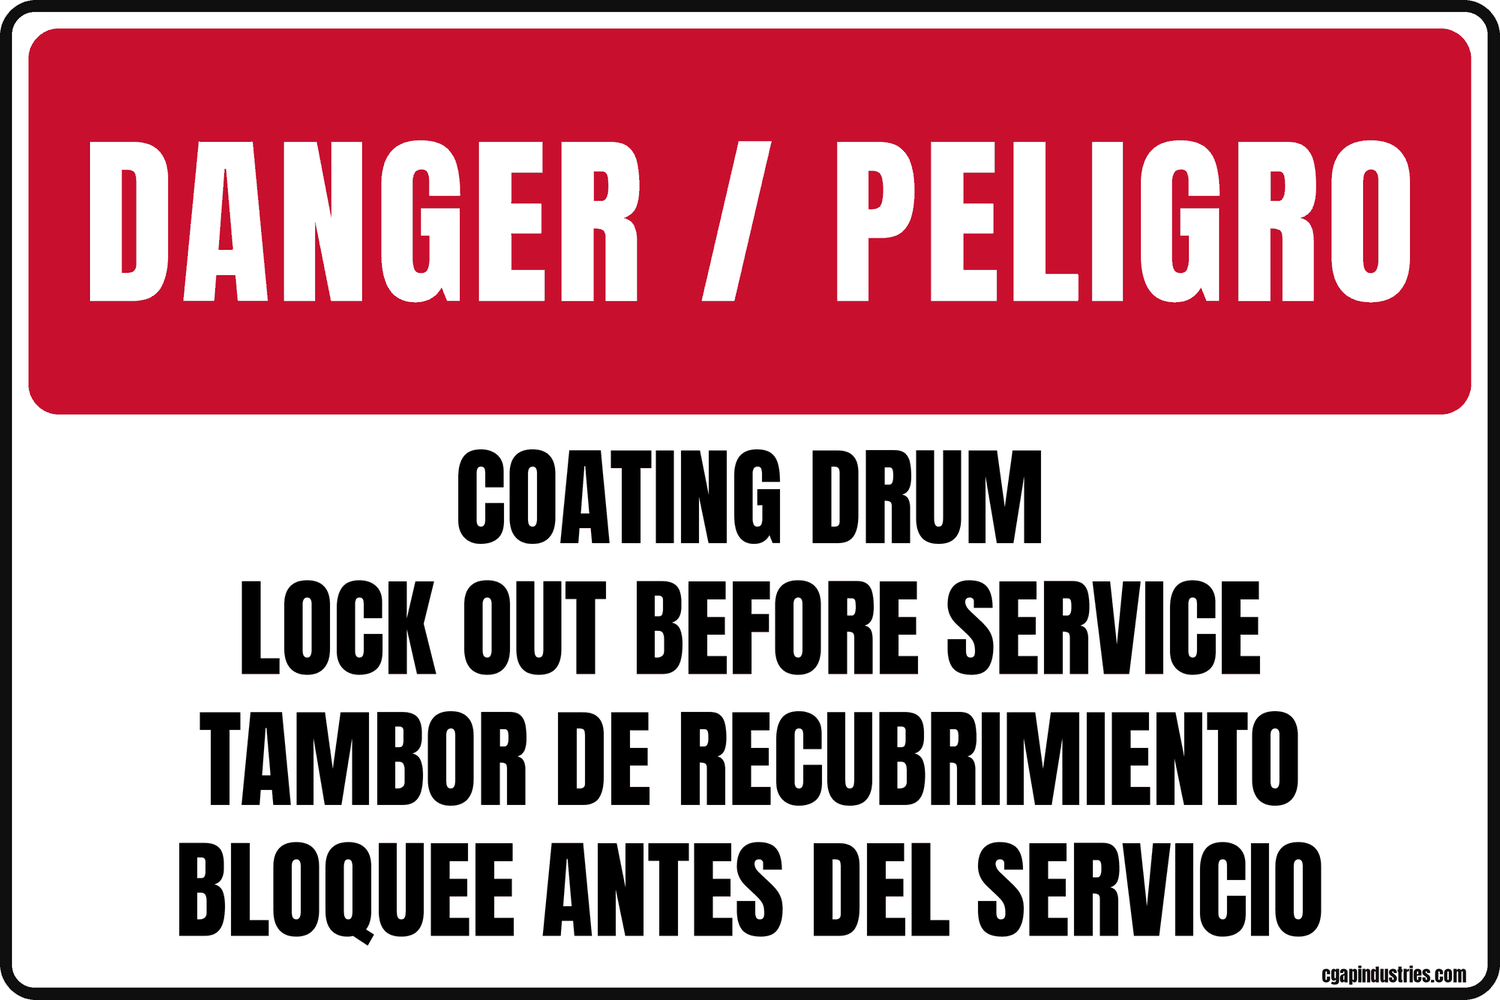 DANGER / PELIGRO
COATING DRUM
LOCK OUT BEFORE SERVICE
TAMBOR DE RECUBRIMIENTO
BLOQUEE ANTES DEL SERVICIO
cgapindustries.com